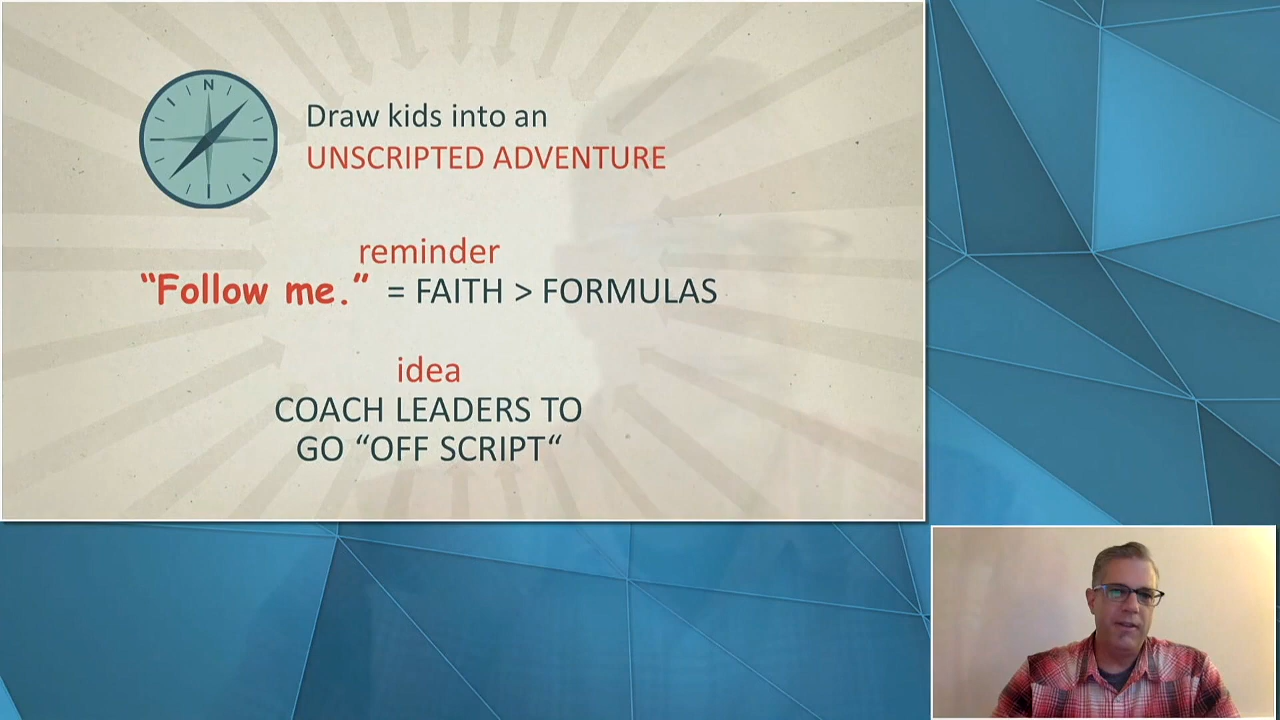 N
Draw kids into an
UNSCRIPTED ADVENTURE
reminder
“Follow me.” = FAITH > FORMULAS
idea
COACH LEADERS TO
GO “OFF SCRIPT“